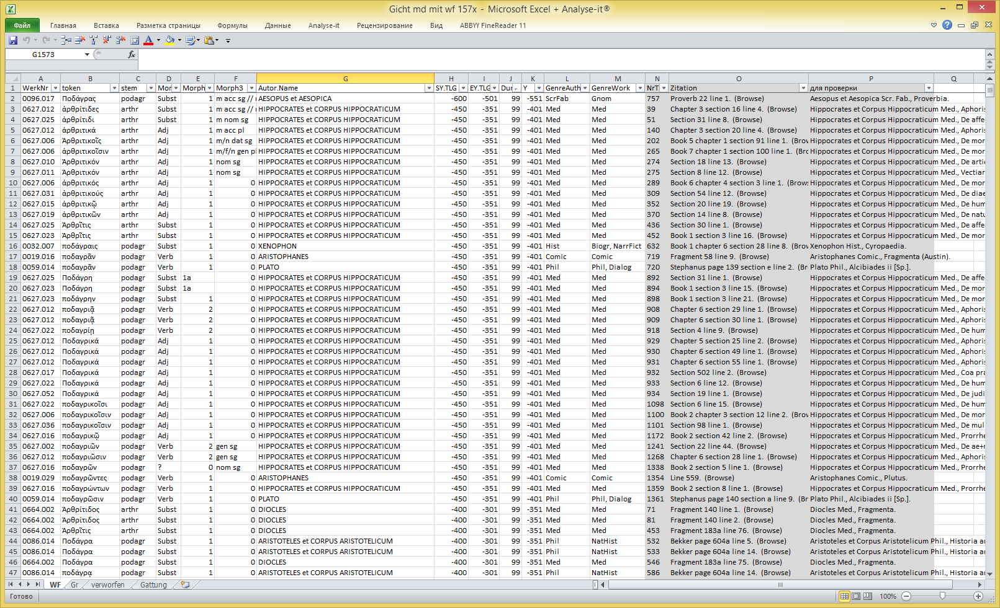 Gicht md mit wf 157x - Microsoft Excel + Analyse-it®
Файл Главная Вставка Разметка страницы Формулы Данные Analyse-it Рецензирование Вид ABBYY FineReader 11
G1573 fx
A B C D E F G H I J K L M N O P Q
1 WerkNr token stem Mor Morph Morph3 Autor.Name SY.TLG EY.TLG Dur Y GenreAuth GenreWork NrT Zitation для проверки
2 0096.017 Ποδάγρας podagr Subst 1 m acc sg // AESOPUS et AESOPICA -600 -501 99 -551 ScrFab Gnom 757 Proverb 22 line 1. (Browse) Aesopus et Aesopica Scr. Fab., Proverbia.
3 0627.012 ἀρθρίτιδες arthr Subst 1 m acc sg // HIPPOCRATES et CORPUS HIPPOCRATICUM -450 -351 99 -401 Med Med 39 Chapter 3 section 16 line 4. (Browse) Hippocrates et Corpus Hippocraticum Med., Aphoris
4 0627.025 ἀρθρίτιδι arthr Subst 1 m nom sg HIPPOCRATES et CORPUS HIPPOCRATICUM -450 -351 99 -401 Med Med 51 Section 31 line 8. (Browse) Hippocrates et Corpus Hippocraticum Med., De affe
5 0627.012 ἀρθριτικά arthr Adj 1 m acc pl HIPPOCRATES et CORPUS HIPPOCRATICUM -450 -351 99 -401 Med Med 140 Chapter 3 section 20 line 4. (Browse) Hippocrates et Corpus Hippocraticum Med., Aphoris
6 0627.006 Ἀρθριτικοῖς arthr Adj 1 m/n dat sg HIPPOCRATES et CORPUS HIPPOCRATICUM -450 -351 99 -401 Med Med 202 Book 5 chapter 1 section 91 line 1. (Brov Hippocrates et Corpus Hippocraticum Med., De mor
7 0627.006 ἀρθριτικοῖσιν arthr Adj 1 m/f/n gen pl HIPPOCRATES et CORPUS HIPPOCRATICUM -450 -351 99 -401 Med Med 265 Book 7 chapter 1 section 100 line 1. (Brc Hippocrates et Corpus Hippocraticum Med., De mor
8 0627.010 Ἀρθριτικόν arthr Adj 1 nom sg HIPPOCRATES et CORPUS HIPPOCRATICUM -450 -351 99 -401 Med Med 274 Section 18 line 13. (Browse) Hippocrates et Corpus Hippocraticum Med., De artic
9 0627.011 Ἀρθριτικόν arthr Adj 1 nom sg HIPPOCRATES et CORPUS HIPPOCRATICUM -450 -351 99 -401 Med Med 275 Section 8 line 12. (Browse) Hippocrates et Corpus Hippocraticum Med., Vectiar
10 0627.006 ἀρθριτικός arthr Adj 1 0 HIPPOCRATES et CORPUS HIPPOCRATICUM -450 -351 99 -401 Med Med 289 Book 6 chapter 4 section 3 line 1. (Brows Hippocrates et Corpus Hippocraticum Med., De mor
11 0627.031 ἀρθριτικούς arthr Adj 1 0 HIPPOCRATES et CORPUS HIPPOCRATICUM -450 -351 99 -401 Med Med 309 Section 54 line 12. (Browse) Hippocrates et Corpus Hippocraticum Med., De diae
12 0627.015 ἀρθριτικῷ arthr Adj 1 0 HIPPOCRATES et CORPUS HIPPOCRATICUM -450 -351 99 -401 Med Med 352 Section 20 line 19. (Browse) Hippocrates et Corpus Hippocraticum Med., De hum
13 0627.019 ἀρθριτικῶν arthr Adj 1 0 HIPPOCRATES et CORPUS HIPPOCRATICUM -450 -351 99 -401 Med Med 370 Section 14 line 8. (Browse) Hippocrates et Corpus Hippocraticum Med., De natu
14 0627.025 Ἀρθρῖτις arthr Subst 1 0 HIPPOCRATES et CORPUS HIPPOCRATICUM -450 -351 99 -401 Med Med 436 Section 30 line 1. (Browse) Hippocrates et Corpus Hippocraticum Med., De affe
15 0627.023 Ἀρθρῖτις arthr Subst 1 0 HIPPOCRATES et CORPUS HIPPOCRATICUM -450 -351 99 -401 Med Med 452 Book 1 section 3 line 16. (Browse) Hippocrates et Corpus Hippocraticum Med., De mor
16 0032.007 ποδάγραις podagr Subst 1 0 XENOPHON -450 -351 99 -401 Hist Biogr, NarrFict 632 Book 1 chapter 6 section 28 line 8. (Brov Xenophon Hist., Cyropaedia.
17 0019.016 ποδαγρᾶν podagr Verb 1 0 ARISTOPHANES -450 -351 99 -401 Comic Comic 719 Fragment 58 line 9. (Browse) Aristophanes Comic., Fragmenta (Austin).
18 0059.014 ποδαγρᾶν podagr Verb 1 0 PLATO -450 -351 99 -401 Phil Phil, Dialog 720 Stephanus page 139 section e line 2. (Br Plato Phil., Alcibiades ii [Sp.].
19 0627.025 Ποδάγρη podagr Subst 1a 0 HIPPOCRATES et CORPUS HIPPOCRATICUM -450 -351 99 -401 Med Med 892 Section 31 line 1. (Browse) Hippocrates et Corpus Hippocraticum Med., De affe
20 0627.023 Ποδάγρη podagr Subst 1a 0 HIPPOCRATES et CORPUS HIPPOCRATICUM -450 -351 99 -401 Med Med 894 Book 1 section 3 line 15. (Browse) Hippocrates et Corpus Hippocraticum Med., De mor
21 0627.023 ποδάγρην podagr Subst 1 0 HIPPOCRATES et CORPUS HIPPOCRATICUM -450 -351 99 -401 Med Med 898 Book 1 section 3 line 21. (Browse) Hippocrates et Corpus Hippocraticum Med., De mor
22 0627.012 ποδαγριᾷ podagr Verb 2 0 HIPPOCRATES et CORPUS HIPPOCRATICUM -450 -351 99 -401 Med Med 908 Chapter 6 section 29 line 1. (Browse) Hippocrates et Corpus Hippocraticum Med., Aphoris
23 0627.012 ποδαγριᾷ podagr Verb 2 0 HIPPOCRATES et CORPUS HIPPOCRATICUM -450 -351 99 -401 Med Med 909 Chapter 6 section 30 line 1. (Browse) Hippocrates et Corpus Hippocraticum Med., Aphoris
24 0627.022 ποδαγρίῃ podagr Verb 2 0 HIPPOCRATES et CORPUS HIPPOCRATICUM -450 -351 99 -401 Med Med 918 Section 4 line 9. (Browse) Hippocrates et Corpus Hippocraticum Med., De hum
25 0627.012 Ποδαγρικά podagr Adj 1 0 HIPPOCRATES et CORPUS HIPPOCRATICUM -450 -351 99 -401 Med Med 929 Chapter 5 section 25 line 2. (Browse) Hippocrates et Corpus Hippocraticum Med., Aphoris
26 0627.012 Ποδαγρικά podagr Adj 1 0 HIPPOCRATES et CORPUS HIPPOCRATICUM -450 -351 99 -401 Med Med 930 Chapter 6 section 49 line 1. (Browse) Hippocrates et Corpus Hippocraticum Med., Aphoris
27 0627.012 Ποδαγρικά podagr Adj 1 0 HIPPOCRATES et CORPUS HIPPOCRATICUM -450 -351 99 -401 Med Med 931 Chapter 6 section 55 line 1. (Browse) Hippocrates et Corpus Hippocraticum Med., Aphoris
28 0627.017 Ποδαγρικά podagr Adj 1 0 HIPPOCRATES et CORPUS HIPPOCRATICUM -450 -351 99 -401 Med Med 932 Section 502 line 2. (Browse) Hippocrates et Corpus Hippocraticum Med., Coa pra
29 0627.022 Ποδαγρικά podagr Adj 1 0 HIPPOCRATES et CORPUS HIPPOCRATICUM -450 -351 99 -401 Med Med 933 Section 6 line 12. (Browse) Hippocrates et Corpus Hippocraticum Med., De hum
30 0627.052 Ποδαγρικά podagr Adj 1 0 HIPPOCRATES et CORPUS HIPPOCRATICUM -450 -351 99 -401 Med Med 934 Section 19 line 1. (Browse) Hippocrates et Corpus Hippocraticum Med., De judi
31 0627.022 ποδαγρικοῖσι podagr Adj 1 0 HIPPOCRATES et CORPUS HIPPOCRATICUM -450 -351 99 -401 Med Med 1098 Section 6 line 15. (Browse) Hippocrates et Corpus Hippocraticum Med., De hum
32 0627.006 ποδαγρικοῖσιν podagr Adj 1 0 HIPPOCRATES et CORPUS HIPPOCRATICUM -450 -351 99 -401 Med Med 1100 Book 2 chapter 3 section 12 line 2. (Brov Hippocrates et Corpus Hippocraticum Med., De mor
33 0627.036 ποδαγρικοῖσιν podagr Adj 1 0 HIPPOCRATES et CORPUS HIPPOCRATICUM -450 -351 99 -401 Med Med 1101 Section 98 line 1. (Browse) Hippocrates et Corpus Hippocraticum Med., De mul
34 0627.016 ποδαγρικῷ podagr Adj 1 0 HIPPOCRATES et CORPUS HIPPOCRATICUM -450 -351 99 -401 Med Med 1172 Book 2 section 42 line 2. (Browse) Hippocrates et Corpus Hippocraticum Med., Prorrhe
35 0627.002 ποδαγριῶν podagr Verb 2 gen sg HIPPOCRATES et CORPUS HIPPOCRATICUM -450 -351 99 -401 Med Med 1241 Section 22 line 44. (Browse) Hippocrates et Corpus Hippocraticum Med., De ae+r
36 0627.012 ποδαγριῶσιν podagr Verb 2 gen sg HIPPOCRATES et CORPUS HIPPOCRATICUM -450 -351 99 -401 Med Med 1268 Chapter 6 section 28 line 1. (Browse) Hippocrates et Corpus Hippocraticum Med., Aphoris
37 0627.016 ποδαγρῶν podagr ? 0 nom sg HIPPOCRATES et CORPUS HIPPOCRATICUM -450 -351 99 -401 Med Med 1338 Book 2 section 5 line 1. (Browse) Hippocrates et Corpus Hippocraticum Med., Prorrhe
38 0019.029 ποδαγρῶντες podagr Verb 1 0 ARISTOPHANES -450 -351 99 -401 Comic Comic 1354 Line 559. (Browse) Aristophanes Comic., Plutus.
39 0627.016 ποδαγρώντων podagr Verb 1 0 HIPPOCRATES et CORPUS HIPPOCRATICUM -450 -351 99 -401 Med Med 1359 Book 2 section 8 line 1. (Browse) Hippocrates et Corpus Hippocraticum Med., Prorrhe
40 0059.014 ποδαγρῶσιν podagr Verb 1 0 PLATO -450 -351 99 -401 Phil Phil, Dialog 1361 Stephanus page 140 section a line 9. (Br Plato Phil., Alcibiades ii [Sp.].
41 0664.002 Ἀρθρίτιδος arthr Subst 1 0 DIOCLES -400 -301 99 -351 Med Med 71 Fragment 140 line 1. (Browse) Diocles Med., Fragmenta.
42 0664.002 Ἀρθρίτιδος arthr Subst 1 0 DIOCLES -400 -301 99 -351 Med Med 81 Fragment 140 line 2. (Browse) Diocles Med., Fragmenta.
43 0664.002 Ἀρθρῖτις arthr Subst 1 0 DIOCLES -400 -301 99 -351 Med Med 453 Fragment 183a line 76. (Browse) Diocles Med., Fragmenta.
44 0086.014 Ποδάγρα podagr Subst 1 0 ARISTOTELES et CORPUS ARISTOTELICUM -400 -301 99 -351 Phil NatHist 532 Bekker page 604a line 5. (Browse) Aristoteles et Corpus Aristotelicum Phil., Historia a
45 0086.014 Ποδάγρα podagr Subst 1 0 ARISTOTELES et CORPUS ARISTOTELICUM -400 -301 99 -351 Phil NatHist 533 Bekker page 604a line 14. (Browse) Aristoteles et Corpus Aristotelicum Phil., Historia a
46 0664.002 Ποδάγρα podagr Subst 1 0 DIOCLES -400 -301 99 -351 Med Med 546 Fragment 183a line 75. (Browse) Diocles Med., Fragmenta.
47 0086.014 ποδάγρᾳ podagr Subst 1 0 ARISTOTELES et CORPUS ARISTOTELICUM -400 -301 99 -351 Phil NatHist 586 Bekker page 604a line 14. (Browse) Aristoteles et Corpus Aristotelicum Phil., Historia a
WF Gr verworfen Gattung
Готово 100%